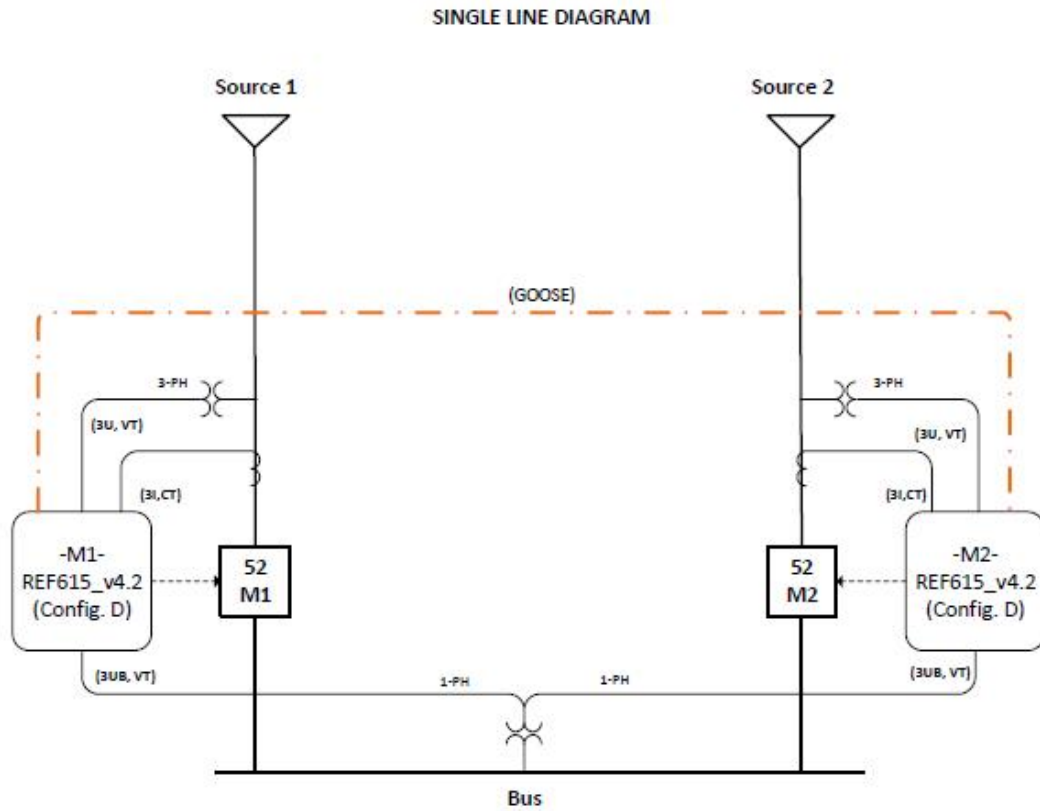 SINGLE LINE DIAGRAM
Source 1
Source 2
(GOOSE)
3-PH
3-PH
(3U, VT)
(3U, VT)
(3I,CT)
(3I,CT)
-M1-
REF615_v4.2
(Config. D)
52
M1
52
M2
-M2-
REF615_v4.2
(Config. D)
(3UB, VT)
1-PH
1-PH
(3UB, VT)
Bus